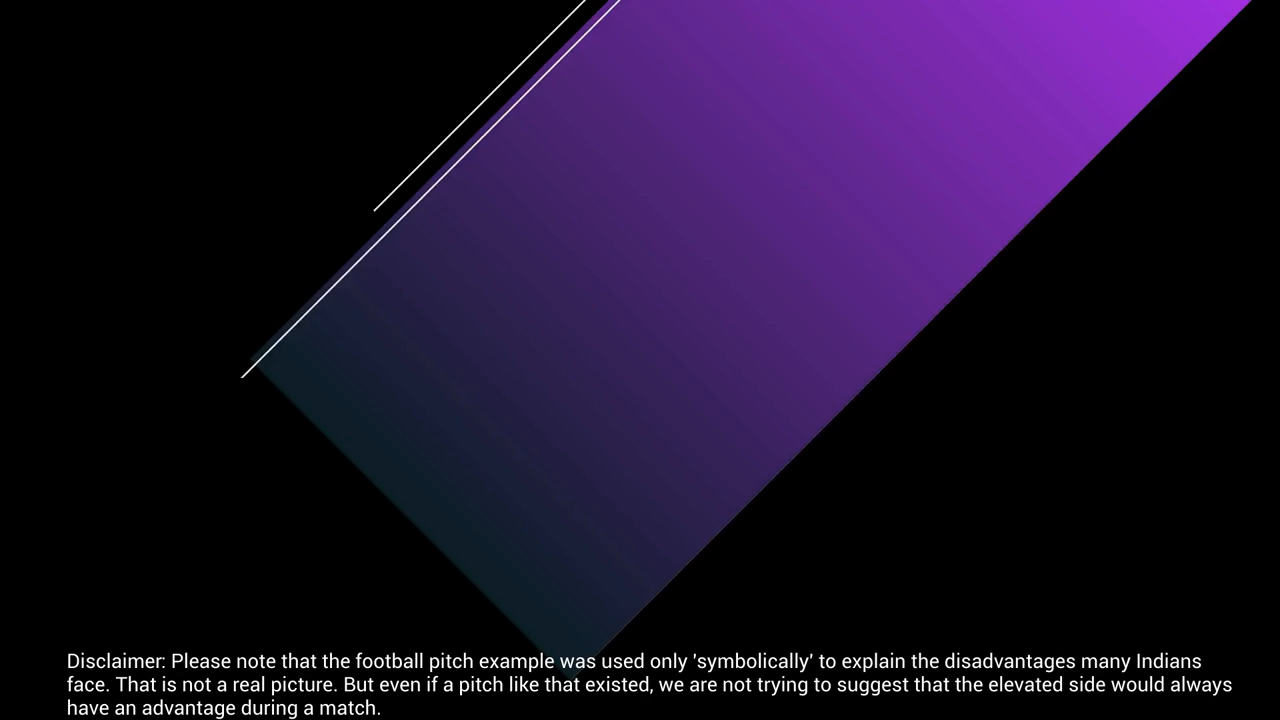 Disclaimer: Please note that the football pitch example was used only 'symbolically' to explain the disadvantages many Indians
face. That is not a real picture. But even if a pitch like that existed, we are not trying to suggest that the elevated side would always
have an advantage during a match.